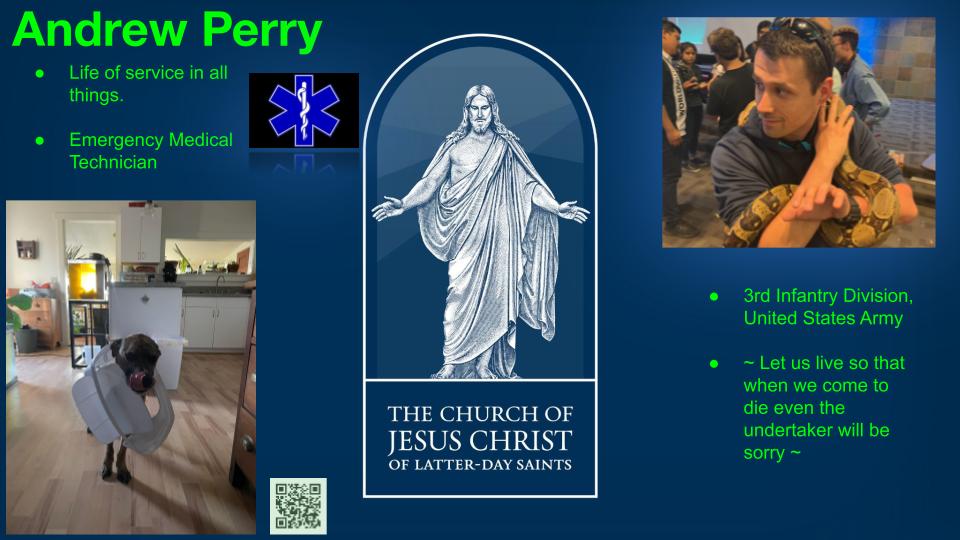 Andrew Perry
● Life of service in all
things.
● Emergency Medical
Technician
THE CHURCH OF
JESUS CHRIST
OF LATTER-DAY SAINTS
● 3rd Infantry Division,
United States Army
● ~ Let us live so that
when we come to
die even the
undertaker will be
sorry ~